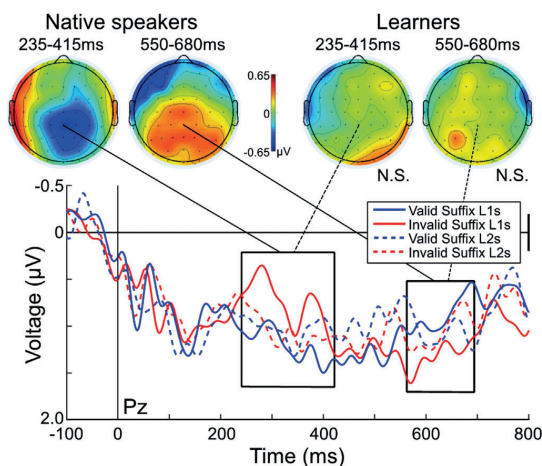 Native speakers Learners
235-415ms 550-680ms 235-415ms 550-680ms
0.65
-0.65
μV
N.S. N.S.
-0.5
0
2.0
Voltage (μV)
Valid Suffix L1s
Invalid Suffix L1s
Valid Suffix L2s
Invalid Suffix L2s
Pz
-100 0 200 400 600 800
Time (ms)